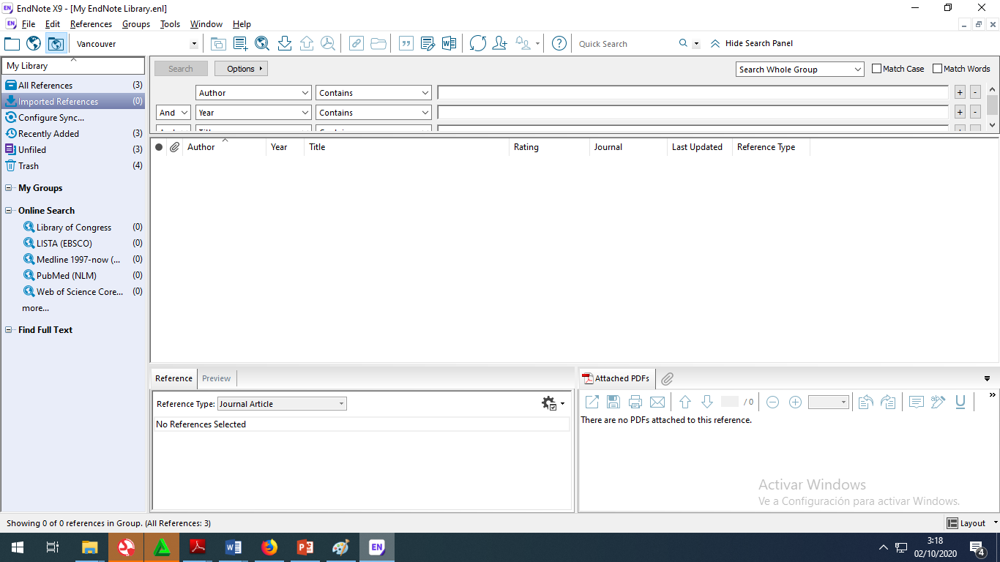 EN EndNote X9 - [My EndNote Library.enl]
EN File Edit References Groups Tools Window Help
Vancouver Quick Search Hide Search Panel
My Library
All References (3)
Imported References (0)
Configure Sync...
Recently Added (3)
Unfiled (3)
Trash (4)
My Groups
Online Search
Library of Congress (0)
LISTA (EBSCO) (0)
Medline 1997-now (... (0)
PubMed (NLM) (0)
Web of Science Core... (0)
more...
Find Full Text
Search Options Search Whole Group Match Case Match Words
Author Contains + -
And Year Contains + -
Author Year Title Rating Journal Last Updated Reference Type
Reference Preview
Reference Type: Journal Article
No References Selected
Attached PDFs
/ 0
There are no PDFs attached to this reference.
Activar Windows
Ve a Configuración para activar Windows.
Showing 0 of 0 references in Group. (All References: 3) Layout
EN
3:18
02/10/2020
4